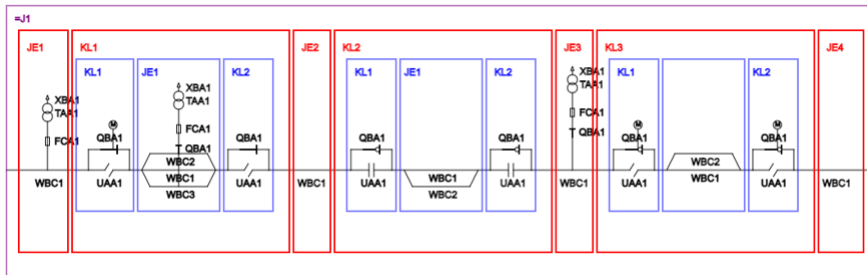 =J1
JE1
KL1
JE2
KL2
JE3
KL3
JE4
KL1
JE1
KL2
KL1
JE1
KL2
KL1
KL2
XBA1
TAA1
FCA1
WBC1
M
QBA1
UAA1
XBA1
TAA1
FCA1
QBA1
WBC2
WBC1
WBC3
QBA1
UAA1
WBC1
QBA1
UAA1
WBC1
WBC2
QBA1
UAA1
XBA1
TAA1
FCA1
QBA1
WBC1
M
QBA1
UAA1
WBC2
WBC1
M
QBA1
UAA1
WBC1